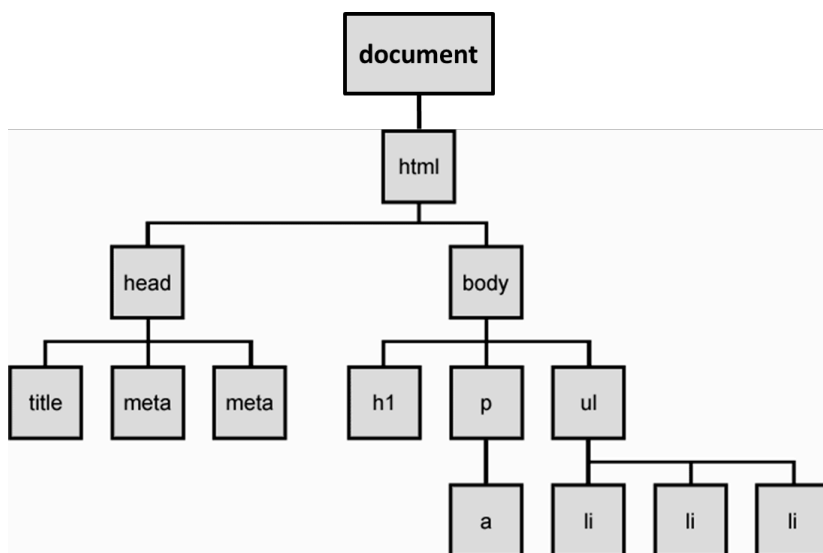 document
html
head
body
title
meta
meta
h1
p
ul
a
li
li
li